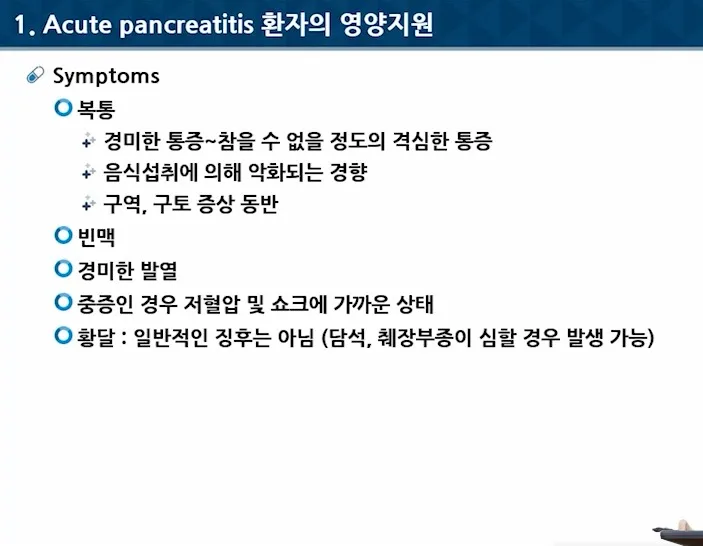 1. Acute pancreatitis 환자의 영양지원
Symptoms
복통
경미한 통증~참을 수 없을 정도의 격심한 통증
음식섭취에 의해 악화되는 경향
구역, 구토 증상 동반
빈맥
경미한 발열
중증인 경우 저혈압 및 쇼크에 가까운 상태
황달 : 일반적인 징후는 아님 (담석, 췌장부종이 심할 경우 발생 가능)